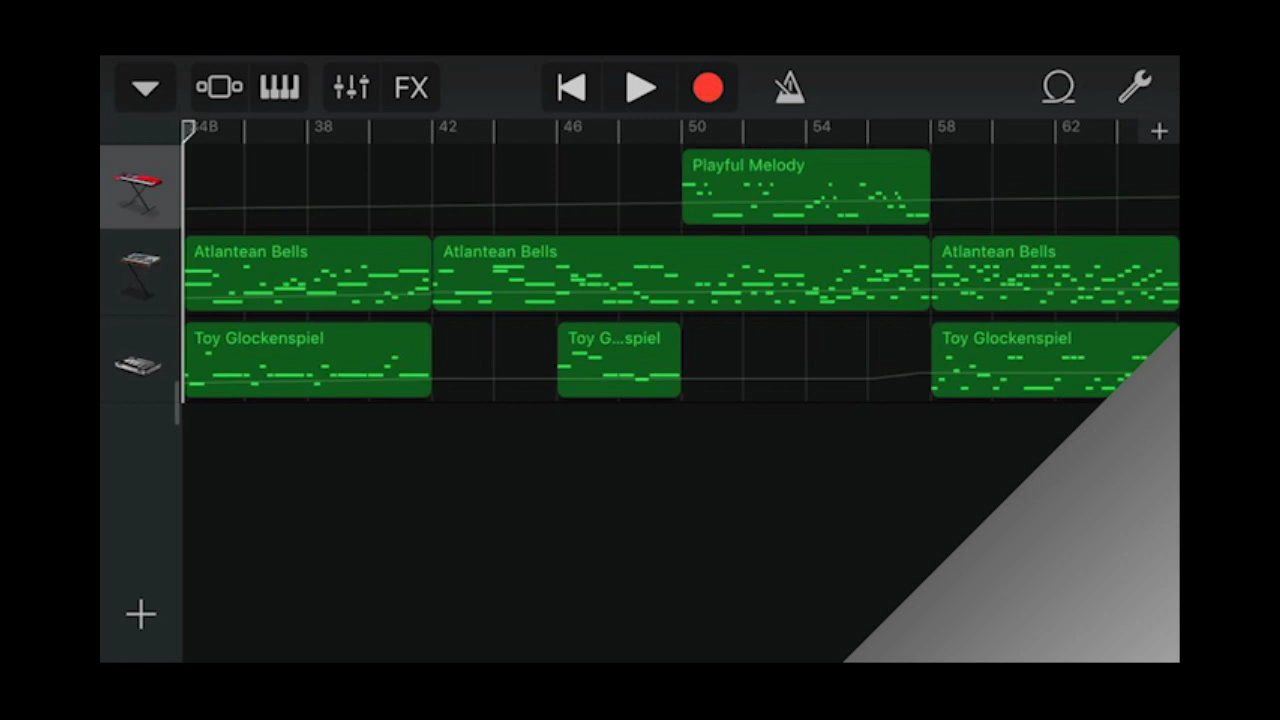 FX
34B 38 42 46 50 54 58 62
Playful Melody
Atlantean Bells Atlantean Bells Atlantean Bells
Toy Glockenspiel Toy G...spiel Toy Glockenspiel